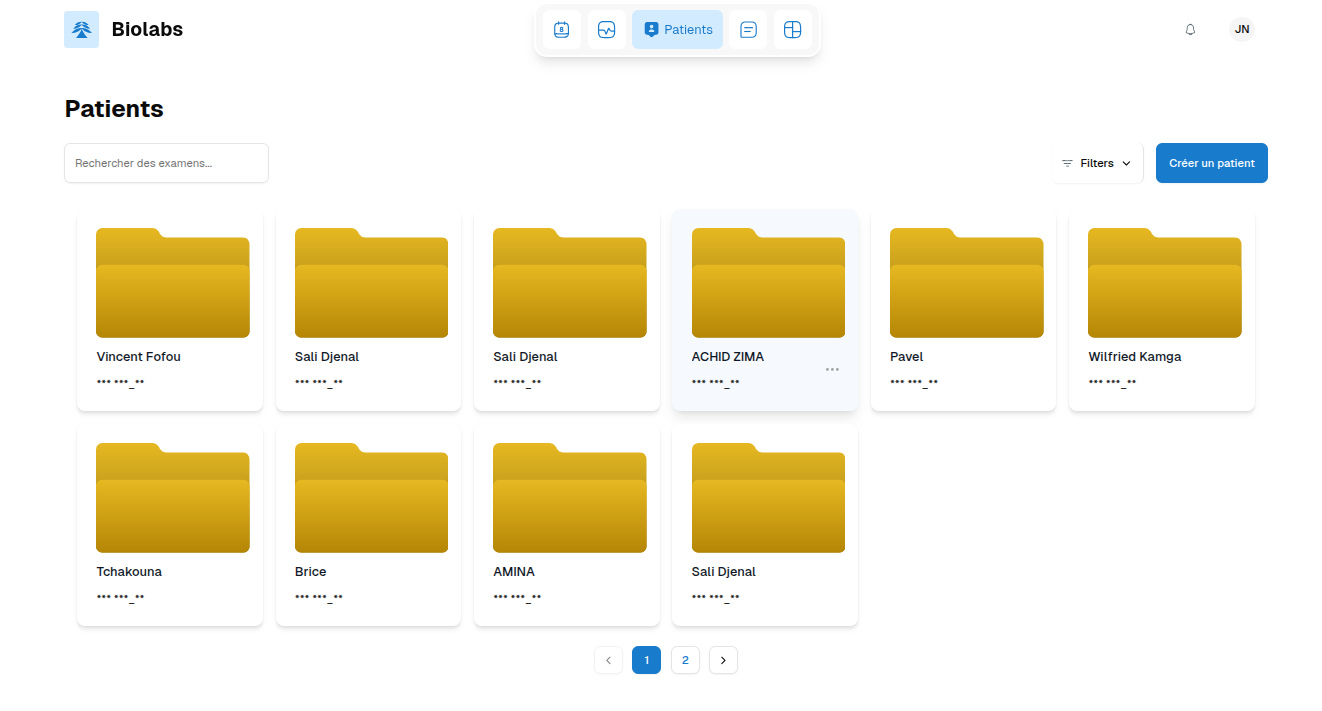 Biolabs
8
Patients
JN
Patients
Rechercher des examens...
Filters
Créer un patient
Vincent Fofou
••• •••_••
Sali Djenal
••• •••_••
Sali Djenal
••• •••_••
ACHID ZIMA
••• •••_••
Pavel
••• •••_••
Wilfried Kamga
••• •••_••
Tchakouna
••• •••_••
Brice
••• •••_••
AMINA
••• •••_••
Sali Djenal
••• •••_••
1
2